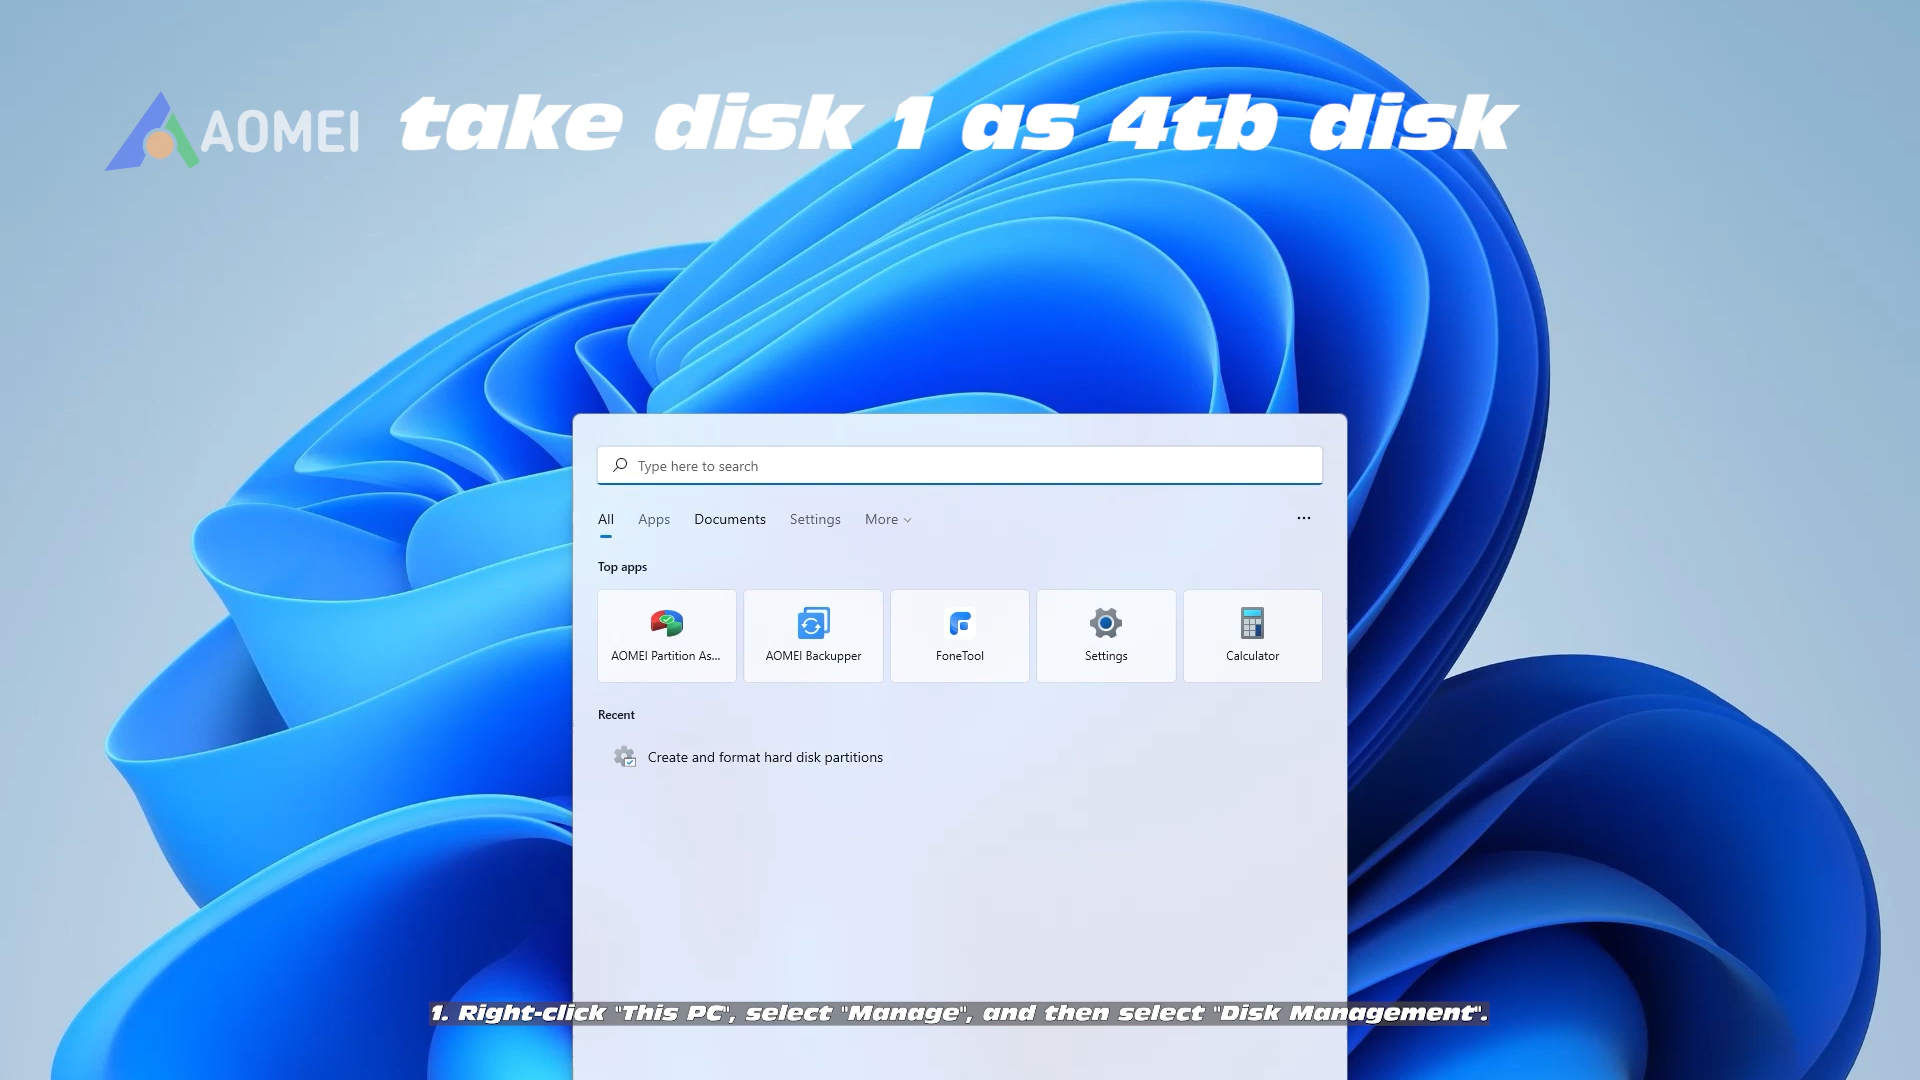 AOMEI
take disk 1 as 4tb disk
Type here to search
All Apps Documents Settings More
Top apps
AOMEI Partition As... AOMEI Backupper FoneTool Settings Calculator
Recent
Create and format hard disk partitions
1. Right-click "This PC", select "Manage", and then select "Disk Management".